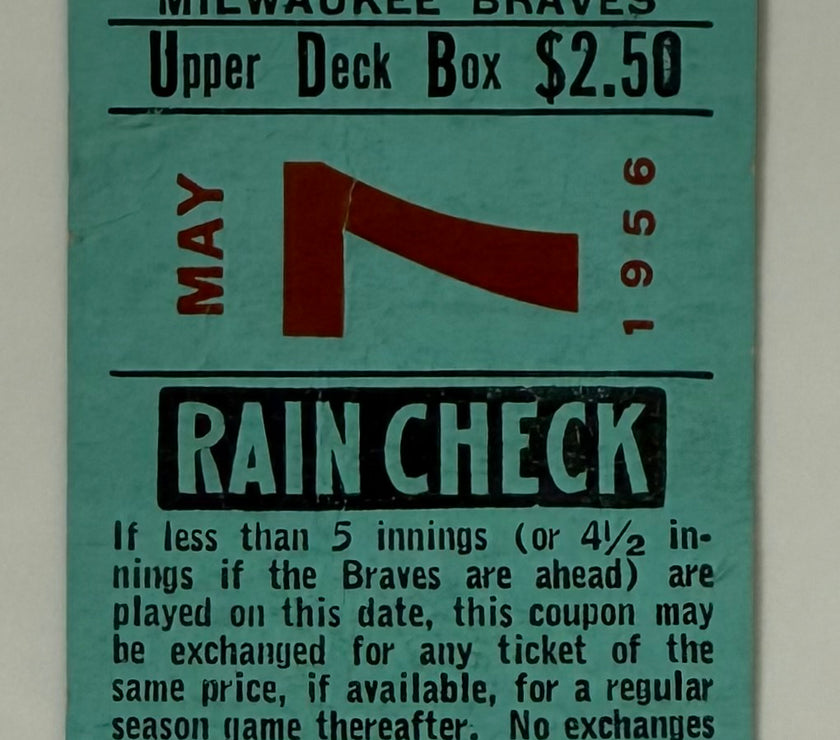 MILWAUKEE BRAVES
Upper Deck Box $2.50
MAY 7 1956
RAIN CHECK
If less than 5 innings (or 4½ in-
nings if the Braves are ahead) are
played on this date, this coupon may
be exchanged for any ticket of the
same price, if available, for a regular
season game thereafter. No exchanges